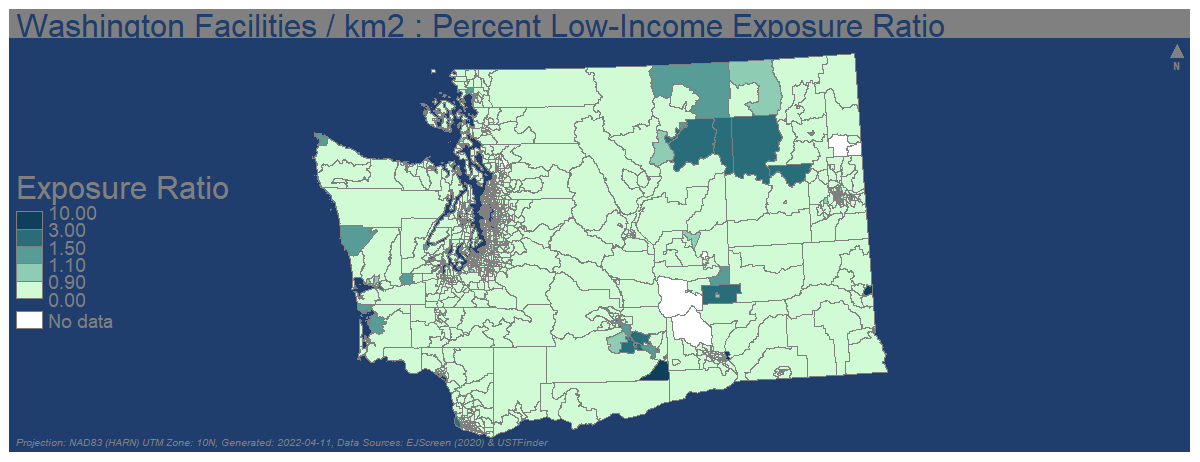 Washington Facilities / km2 : Percent Low-Income Exposure Ratio
N
Exposure Ratio
10.00
3.00
1.50
1.10
0.90
0.00
No data
Projection: NAD83 (HARN) UTM Zone: 10N, Generated: 2022-04-11, Data Sources: EJScreen (2020) & USTFinder